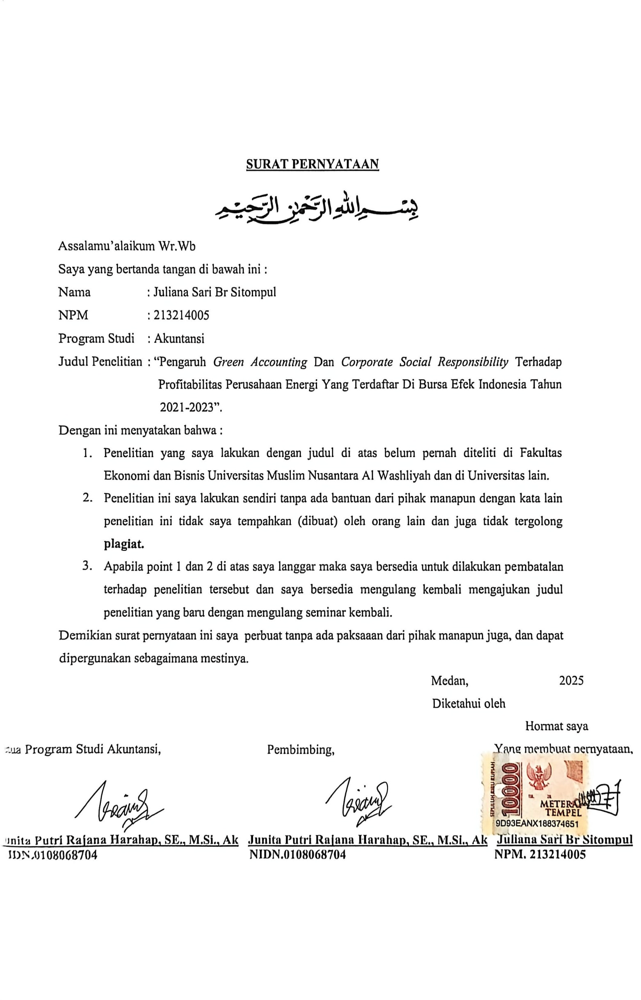 SURAT PERNYATAAN
بِسْمِ اللهِ الرَّحْمٰنِ الرَّحِيْمِ
Assalamu'alaikum Wr.Wb
Saya yang bertanda tangan di bawah ini :
Nama : Juliana Sari Br Sitompul
NPM : 213214005
Program Studi : Akuntansi
Judul Penelitian : “Pengaruh Green Accounting Dan Corporate Social Responsibility Terhadap
Profitabilitas Perusahaan Energi Yang Terdaftar Di Bursa Efek Indonesia Tahun
2021-2023”.
Dengan ini menyatakan bahwa :
1. Penelitian yang saya lakukan dengan judul di atas belum pernah diteliti di Fakultas
Ekonomi dan Bisnis Universitas Muslim Nusantara Al Washliyah dan di Universitas lain.
2. Penelitian ini saya lakukan sendiri tanpa ada bantuan dari pihak manapun dengan kata lain
penelitian ini tidak saya tempahkan (dibuat) oleh orang lain dan juga tidak tergolong
plagiat.
3. Apabila point 1 dan 2 di atas saya langgar maka saya bersedia untuk dilakukan pembatalan
terhadap penelitian tersebut dan saya bersedia mengulang kembali mengajukan judul
penelitian yang baru dengan mengulang seminar kembali.
Demikian surat pernyataan ini saya perbuat tanpa ada paksaaan dari pihak manapun juga, dan dapat
dipergunakan sebagaimana mestinya.
Medan, 2025
Diketahui oleh
Hormat saya
Program Studi Akuntansi, Pembimbing, Yang membuat pernyataan,
SEPULUH RIBU RUPIAH
10000
TGL. 20
METERAI
TEMPEL
9D93EANX188374651
Putri Rajana Harahap, SE., M.Si., Ak Junita Putri Rajana Harahap, SE., M.Si., Ak Juliana Sari Br Sitompul
IDN.0108068704 NIDN.0108068704 NPM. 213214005